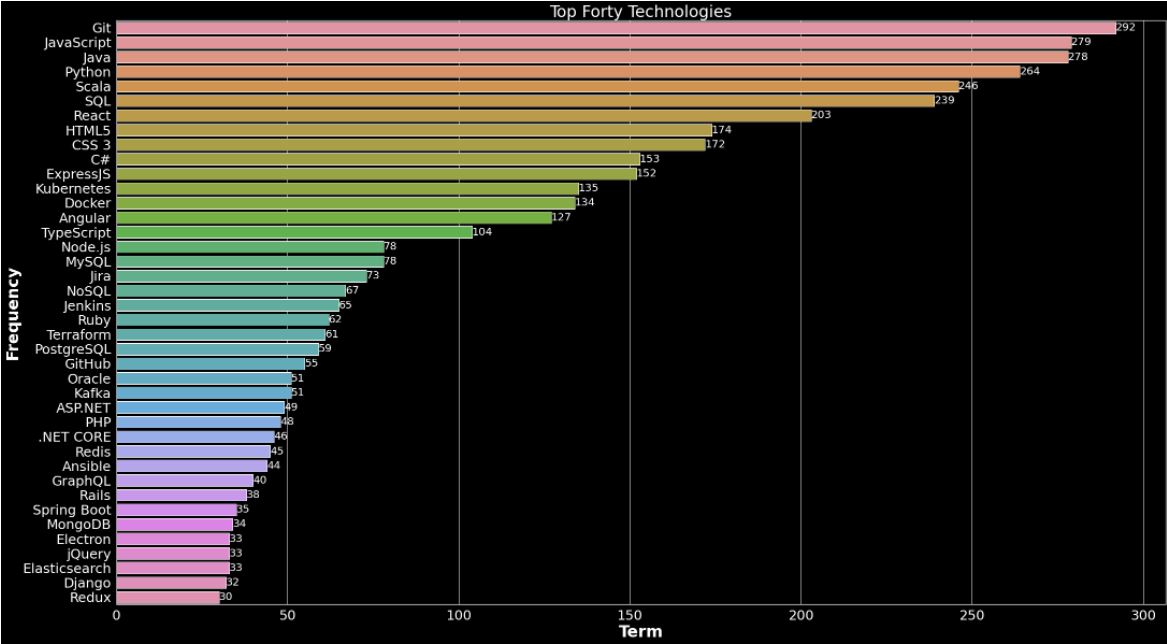 Top Forty Technologies
Git 292
JavaScript 279
Java 278
Python 264
Scala 246
SQL 239
React 203
HTML5 174
CSS 3 172
C# 153
ExpressJS 152
Kubernetes 135
Docker 134
Angular 127
TypeScript 104
Node.js 78
MySQL 78
Jira 73
NoSQL 67
Jenkins 65
Ruby 62
Terraform 61
PostgreSQL 59
GitHub 55
Oracle 51
Kafka 51
ASP.NET 49
PHP 48
.NET CORE 46
Redis 45
Ansible 44
GraphQL 40
Rails 38
Spring Boot 35
MongoDB 34
Electron 33
jQuery 33
Elasticsearch 33
Django 32
Redux 30
Frequency
0 50 100 150 200 250 300
Term